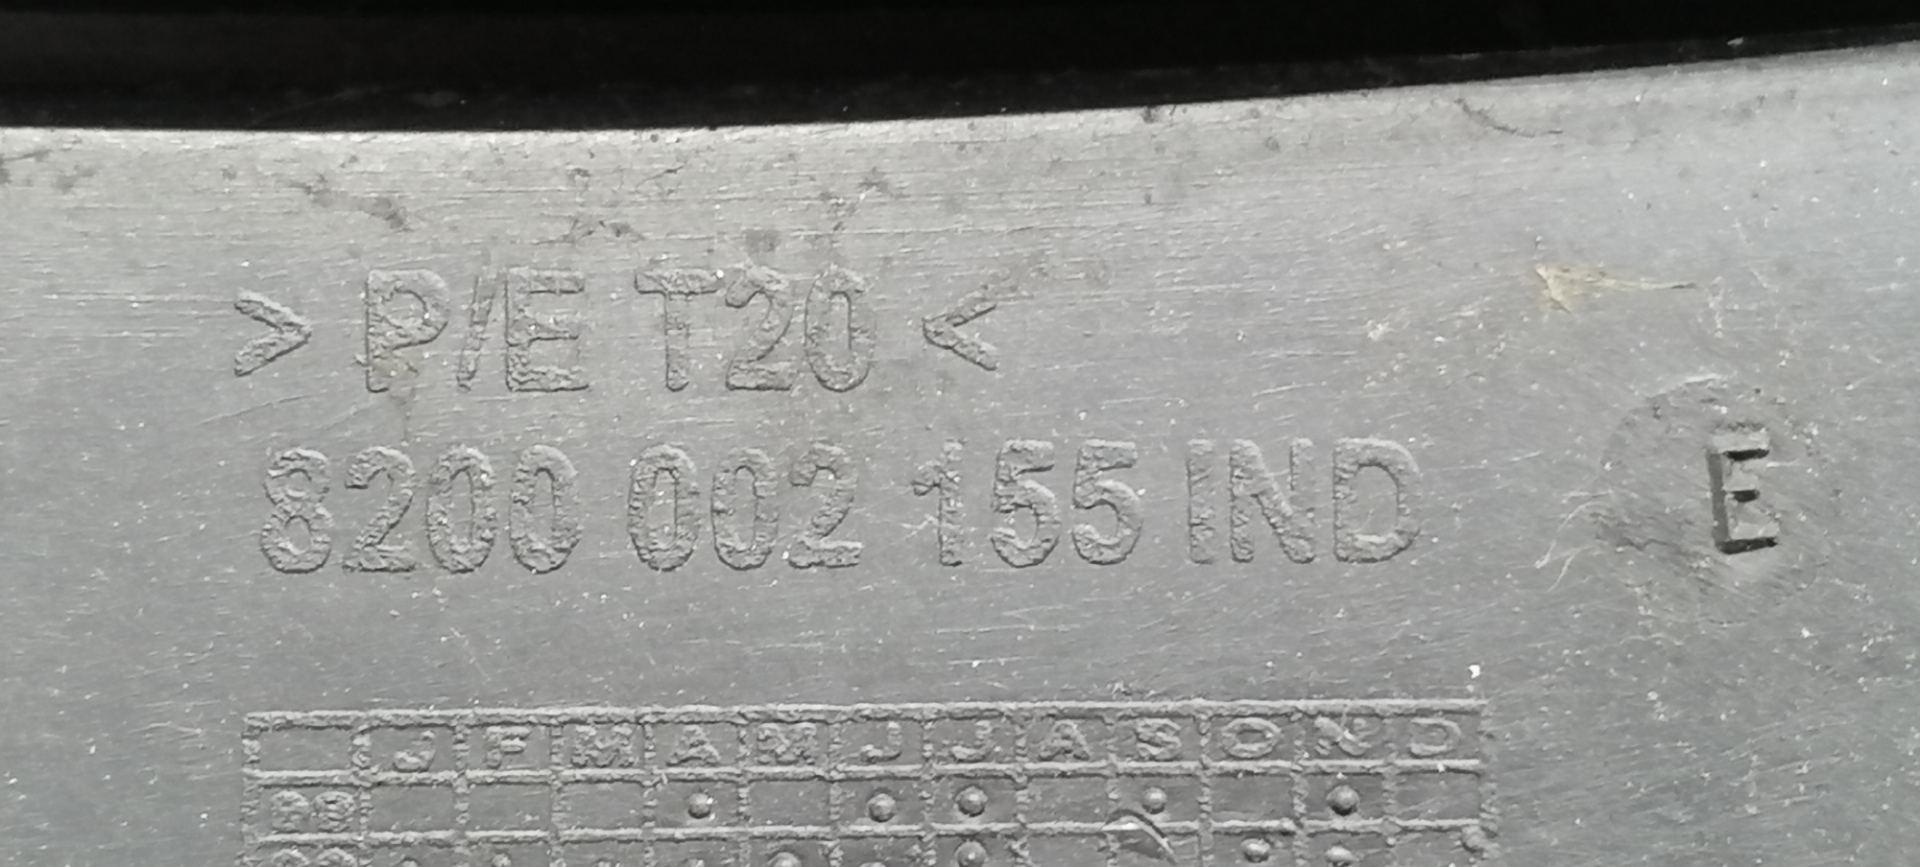 > P/E T20 <
8200 002 155 IND
E
J F M A M J J A S O N D